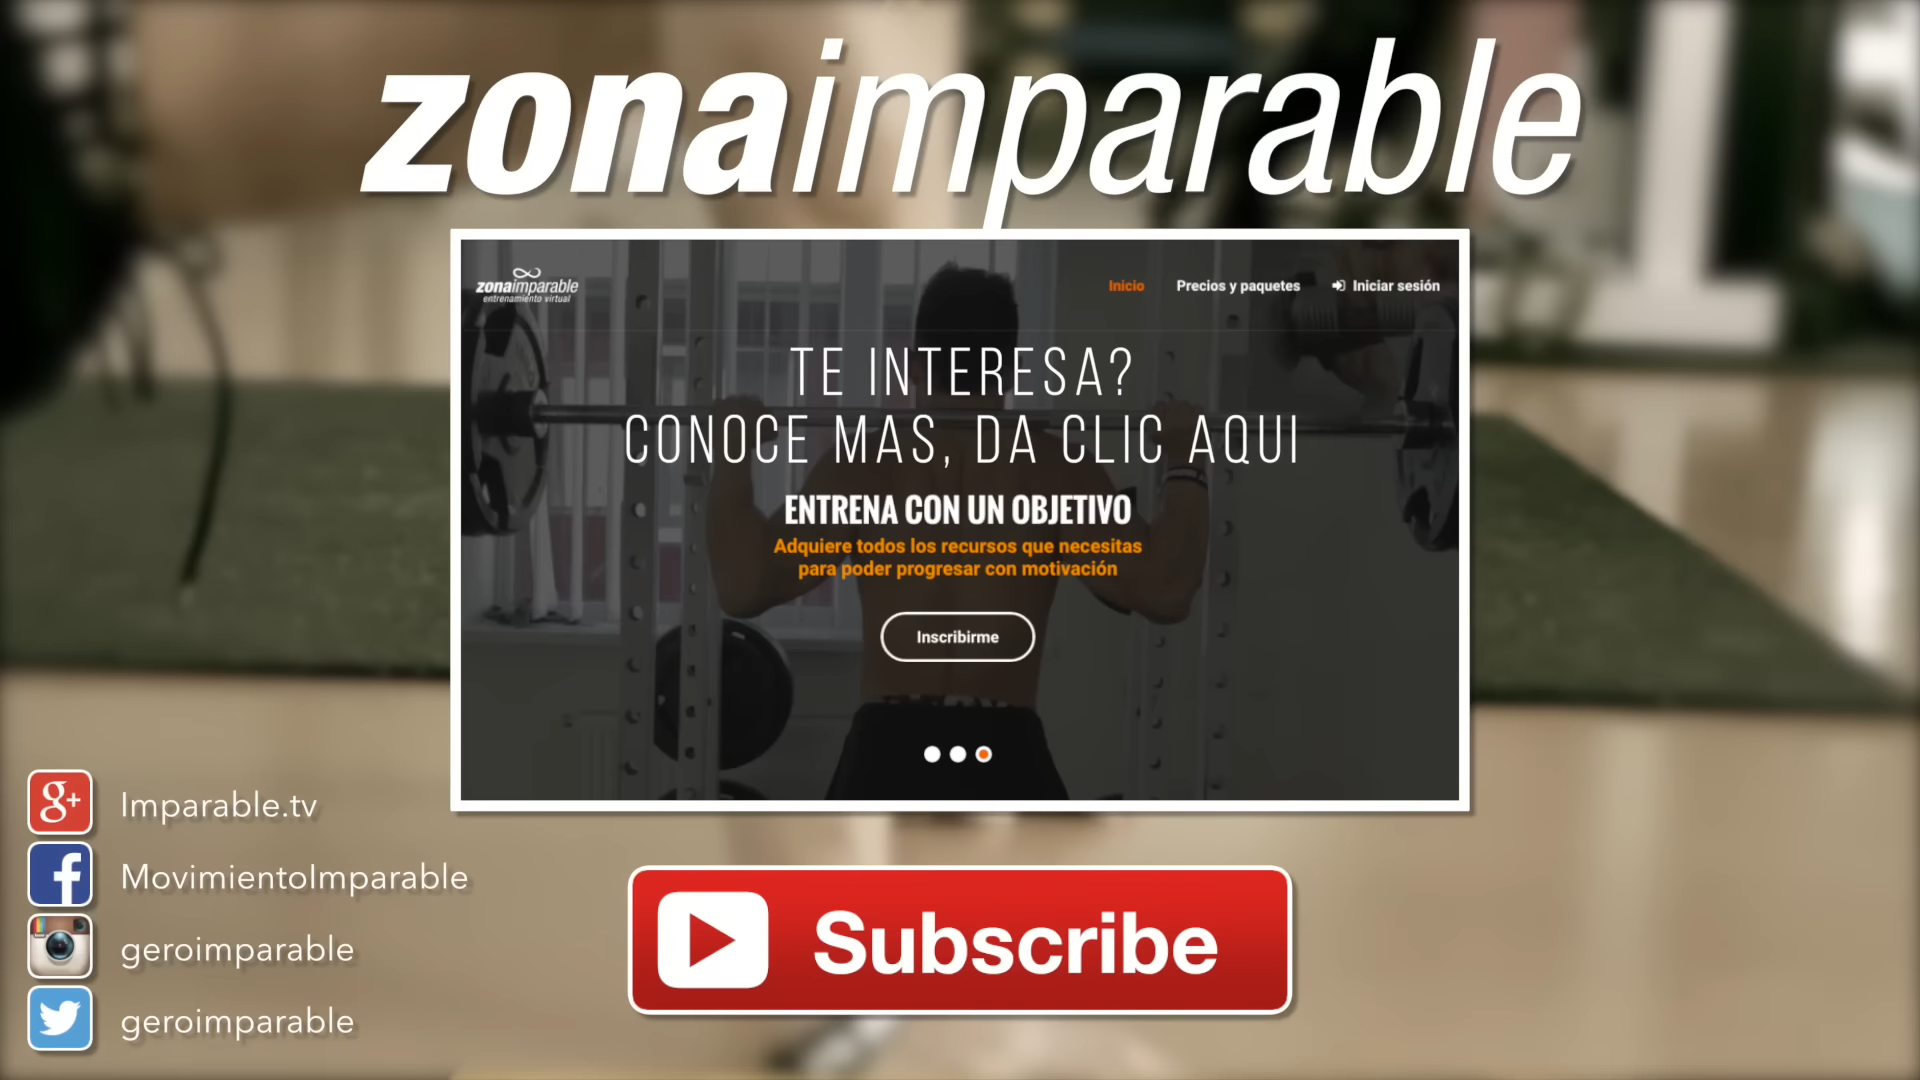 zonaimparable
zonaimparable
entrenamiento virtual
Inicio
Precios y paquetes
Iniciar sesión
TE INTERESA?
CONOCE MAS, DA CLIC AQUI
ENTRENA CON UN OBJETIVO
Adquiere todos los recursos que necesitas
para poder progresar con motivación
Inscribirme
g+ Imparable.tv
f MovimientoImparable
geroimparable
geroimparable
Subscribe